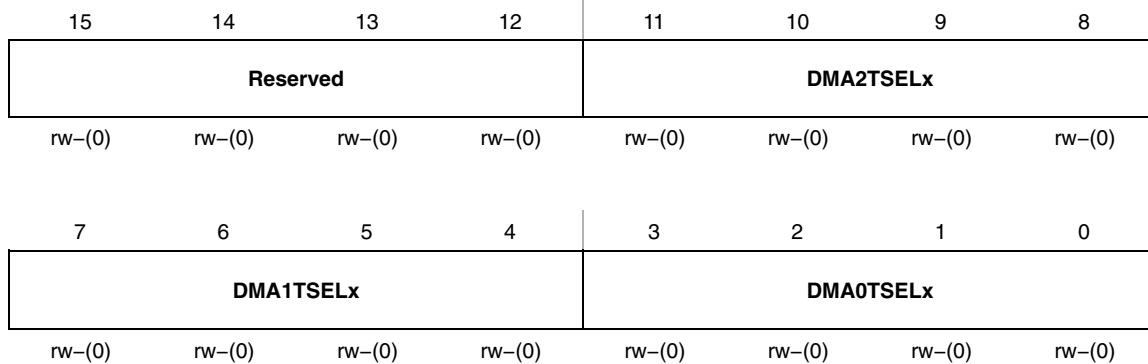 15 14 13 12 11 10 9 8
Reserved DMA2TSELx
rw−(0) rw−(0) rw−(0) rw−(0) rw−(0) rw−(0) rw−(0) rw−(0)
7 6 5 4 3 2 1 0
DMA1TSELx DMA0TSELx
rw−(0) rw−(0) rw−(0) rw−(0) rw−(0) rw−(0) rw−(0) rw−(0)